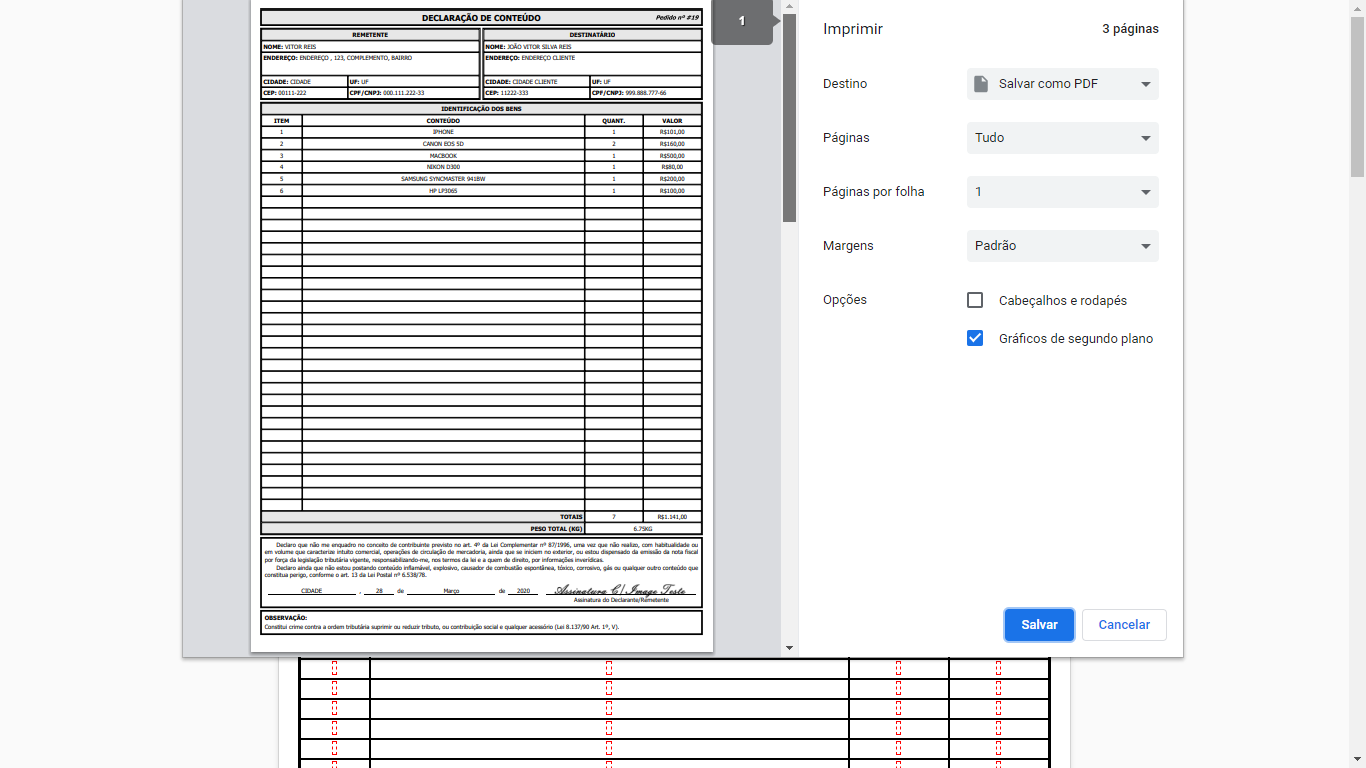 DECLARAÇÃO DE CONTEÚDO
Pedido nº #19
REMETENTE
NOME: VITOR REIS
ENDEREÇO: ENDEREÇO , 123, COMPLEMENTO, BAIRRO
CIDADE: CIDADE UF: UF
CEP: 00111-222 CPF/CNPJ: 000.111.222-33
DESTINATÁRIO
NOME: JOÃO VITOR SILVA REIS
ENDEREÇO: ENDEREÇO CLIENTE
CIDADE: CIDADE CLIENTE UF: UF
CEP: 11222-333 CPF/CNPJ: 999.888.777-66
IDENTIFICAÇÃO DOS BENS
ITEM CONTEÚDO QUANT. VALOR
1 IPHONE 1 R$101,00
2 CANON EOS 5D 2 R$160,00
3 MACBOOK 1 R$500,00
4 NIKON D300 1 R$80,00
5 SAMSUNG SYNCMASTER 941BW 1 R$200,00
6 HP LP3065 1 R$100,00
TOTAIS 7 R$1.141,00
PESO TOTAL (KG) 6.75KG
Declaro que não me enquadro no conceito de contribuinte previsto no art. 4º da Lei Complementar nº 87/1996, uma vez que não realizo, com habitualidade ou
em volume que caracterize intuito comercial, operações de circulação de mercadoria, ainda que se iniciem no exterior, ou estou dispensado da emissão da nota fiscal
por força da legislação tributária vigente, responsabilizando-me, nos termos da lei e a quem de direito, por informações inverídicas.
Declaro ainda que não estou postando conteúdo inflamável, explosivo, causador de combustão espontânea, tóxico, corrosivo, gás ou qualquer outro conteúdo que
constitua perigo, conforme o art. 13 da Lei Postal nº 6.538/78.
CIDADE , 28 de Março de 2020 Assinatura C/ Image Teste
Assinatura do Declarante/Remetente
OBSERVAÇÃO:
Constitui crime contra a ordem tributária suprimir ou reduzir tributo, ou contribuição social e qualquer acessório (Lei 8.137/90 Art. 1º, V).
1
Imprimir 3 páginas
Destino Salvar como PDF
Páginas Tudo
Páginas por folha 1
Margens Padrão
Opções Cabeçalhos e rodapés
Gráficos de segundo plano
Salvar Cancelar